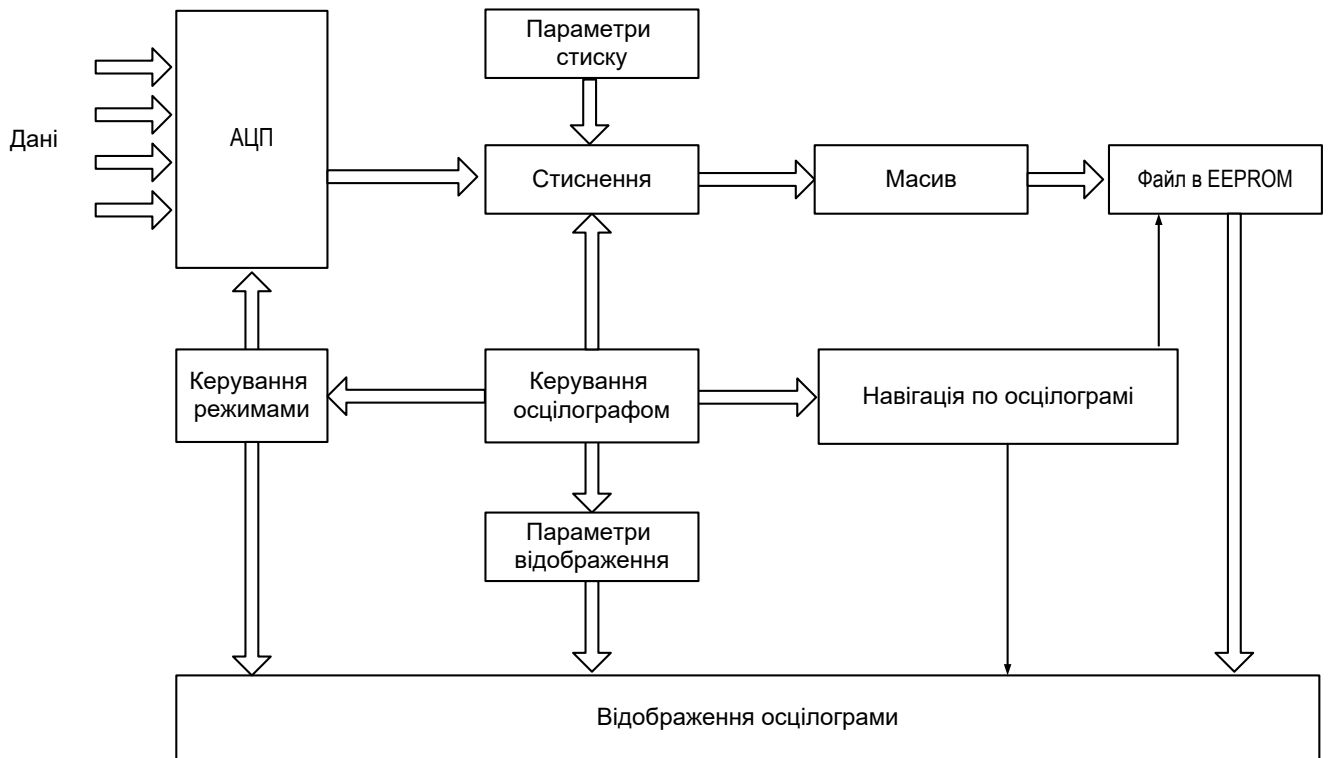 Параметри
стиску
Дані
АЦП
Стиснення
Масив
Файл в EEPROM
Керування
режимами
Керування
осцілографом
Навігація по осцілограмі
Параметри
відображення
Відображення осцілограми